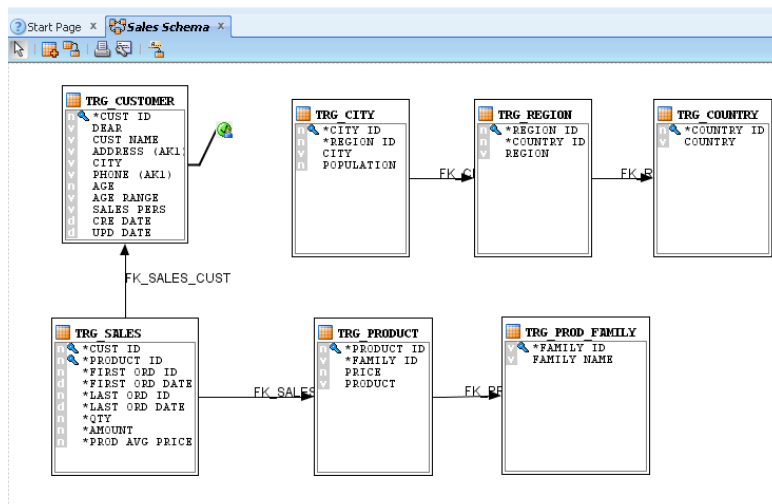 Start Page x Sales Schema x
TRG_CUSTOMER
n *CUST ID
v DEAR
v CUST NAME
v ADDRESS (AK1)
v CITY
v PHONE (AK1)
n AGE
v AGE RANGE
v SALES PERS
d CRE DATE
d UPD DATE
TRG_CITY
n *CITY ID
n *REGION ID
v CITY
n POPULATION
TRG_REGION
n *REGION ID
n *COUNTRY ID
v REGION
TRG_COUNTRY
n *COUNTRY ID
v COUNTRY
FK_SALES_CUST
TRG_SALES
n *CUST ID
n *PRODUCT ID
n *FIRST ORD ID
d *FIRST ORD DATE
n *LAST ORD ID
d *LAST ORD DATE
n *QTY
n *AMOUNT
n *PROD AVG PRICE
FK_SALES
TRG_PRODUCT
n *PRODUCT ID
v *FAMILY ID
n PRICE
v PRODUCT
TRG_PROD_FAMILY
v *FAMILY ID
v FAMILY NAME